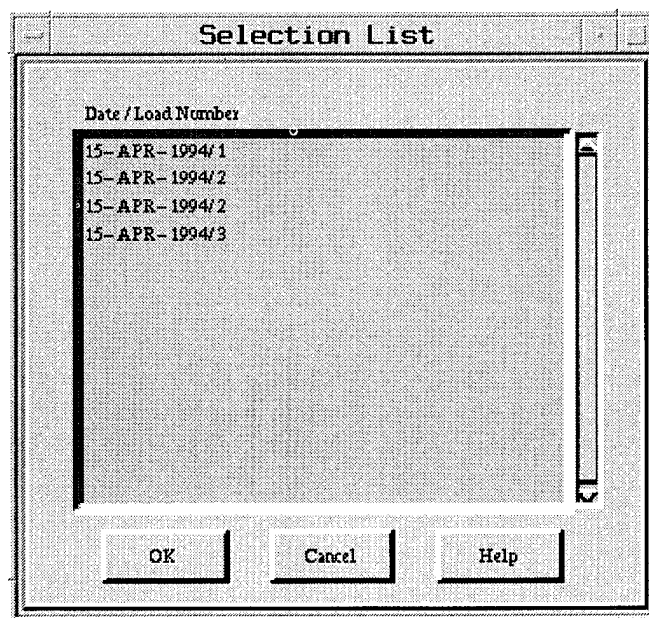 Selection List
Date / Load Number
15-APR-1994/1
15-APR-1994/2
15-APR-1994/2
15-APR-1994/3
OK Cancel Help